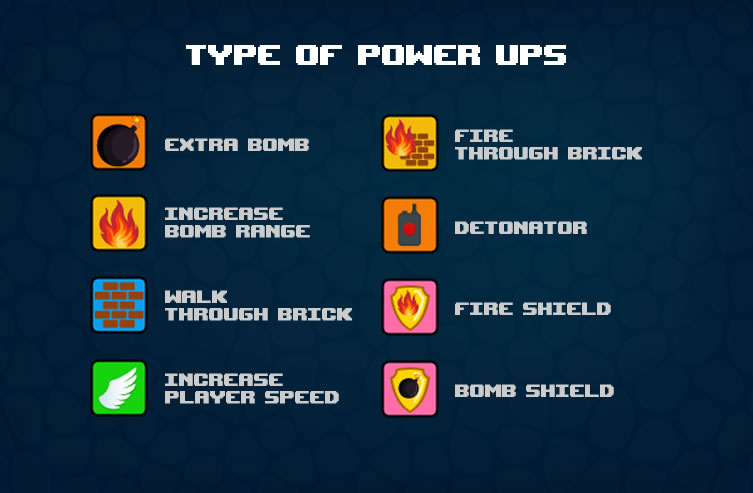 TYPE OF POWER UPS
EXTRA BOMB
INCREASE
BOMB RANGE
WALK
THROUGH BRICK
INCREASE
PLAYER SPEED
FIRE
THROUGH BRICK
DETONATOR
FIRE SHIELD
BOMB SHIELD